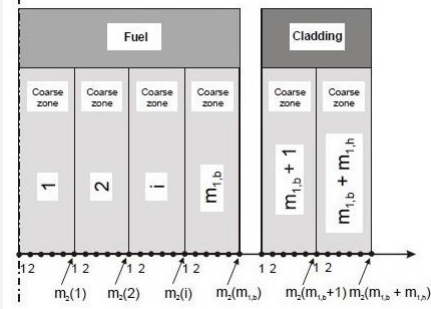 Fuel
Cladding
Coarse zone
Coarse zone
Coarse zone
Coarse zone
Coarse zone
Coarse zone
1
2
i
m₁,b
m₁,b + 1
m₁,b + m₁,h
1 2 1 2 1 2 1 2 1 2 1 2
m₂(1) m₂(2) m₂(i) m₂(m₁,b) m₂(m₁,b+1) m₂(m₁,b + m₁,h)